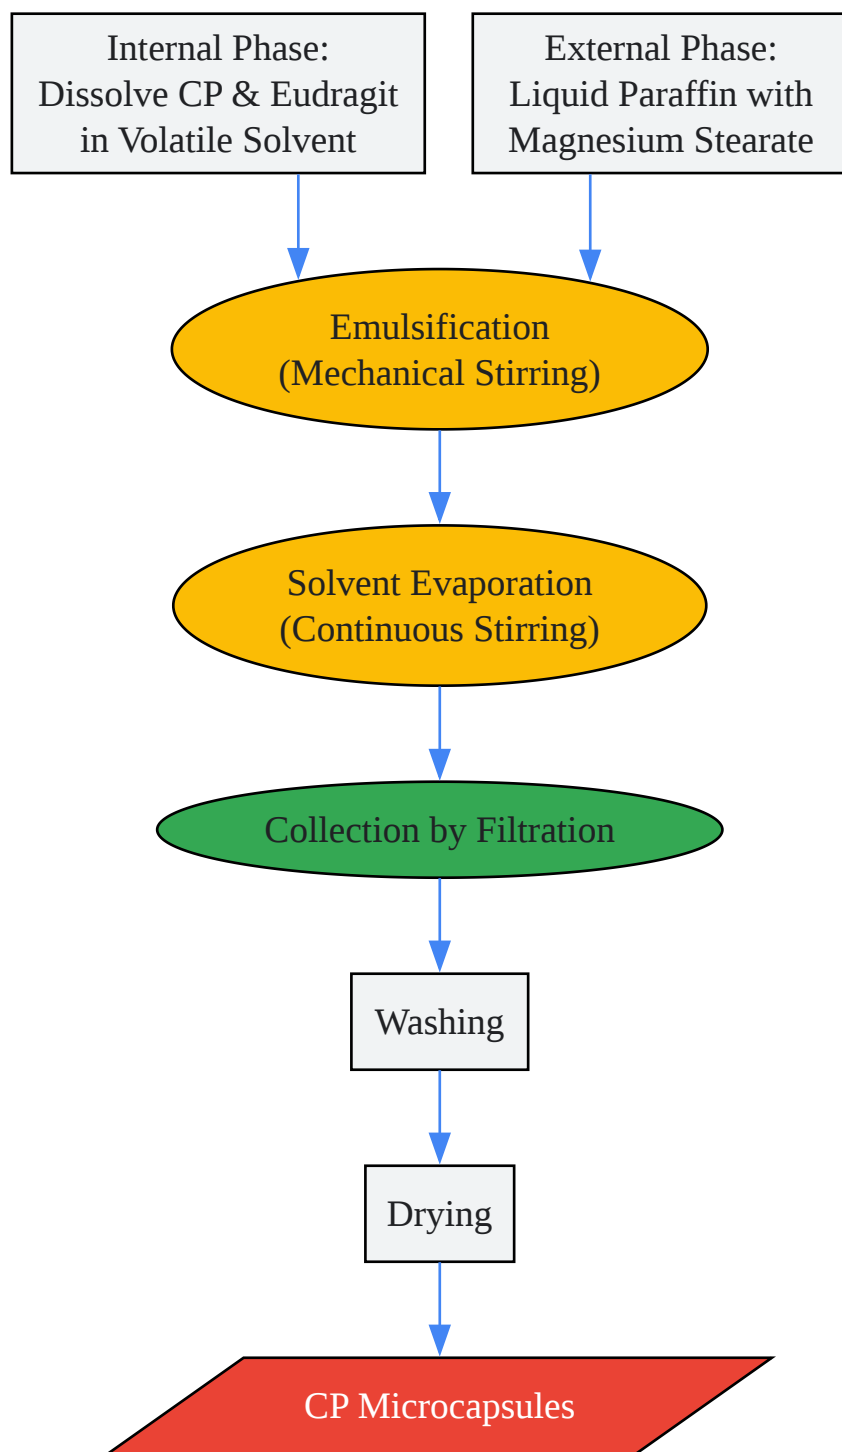 Internal Phase:
Dissolve CP & Eudragit
in Volatile Solvent
External Phase:
Liquid Paraffin with
Magnesium Stearate
Emulsification
(Mechanical Stirring)
Solvent Evaporation
(Continuous Stirring)
Collection by Filtration
Washing
Drying
CP Microcapsules